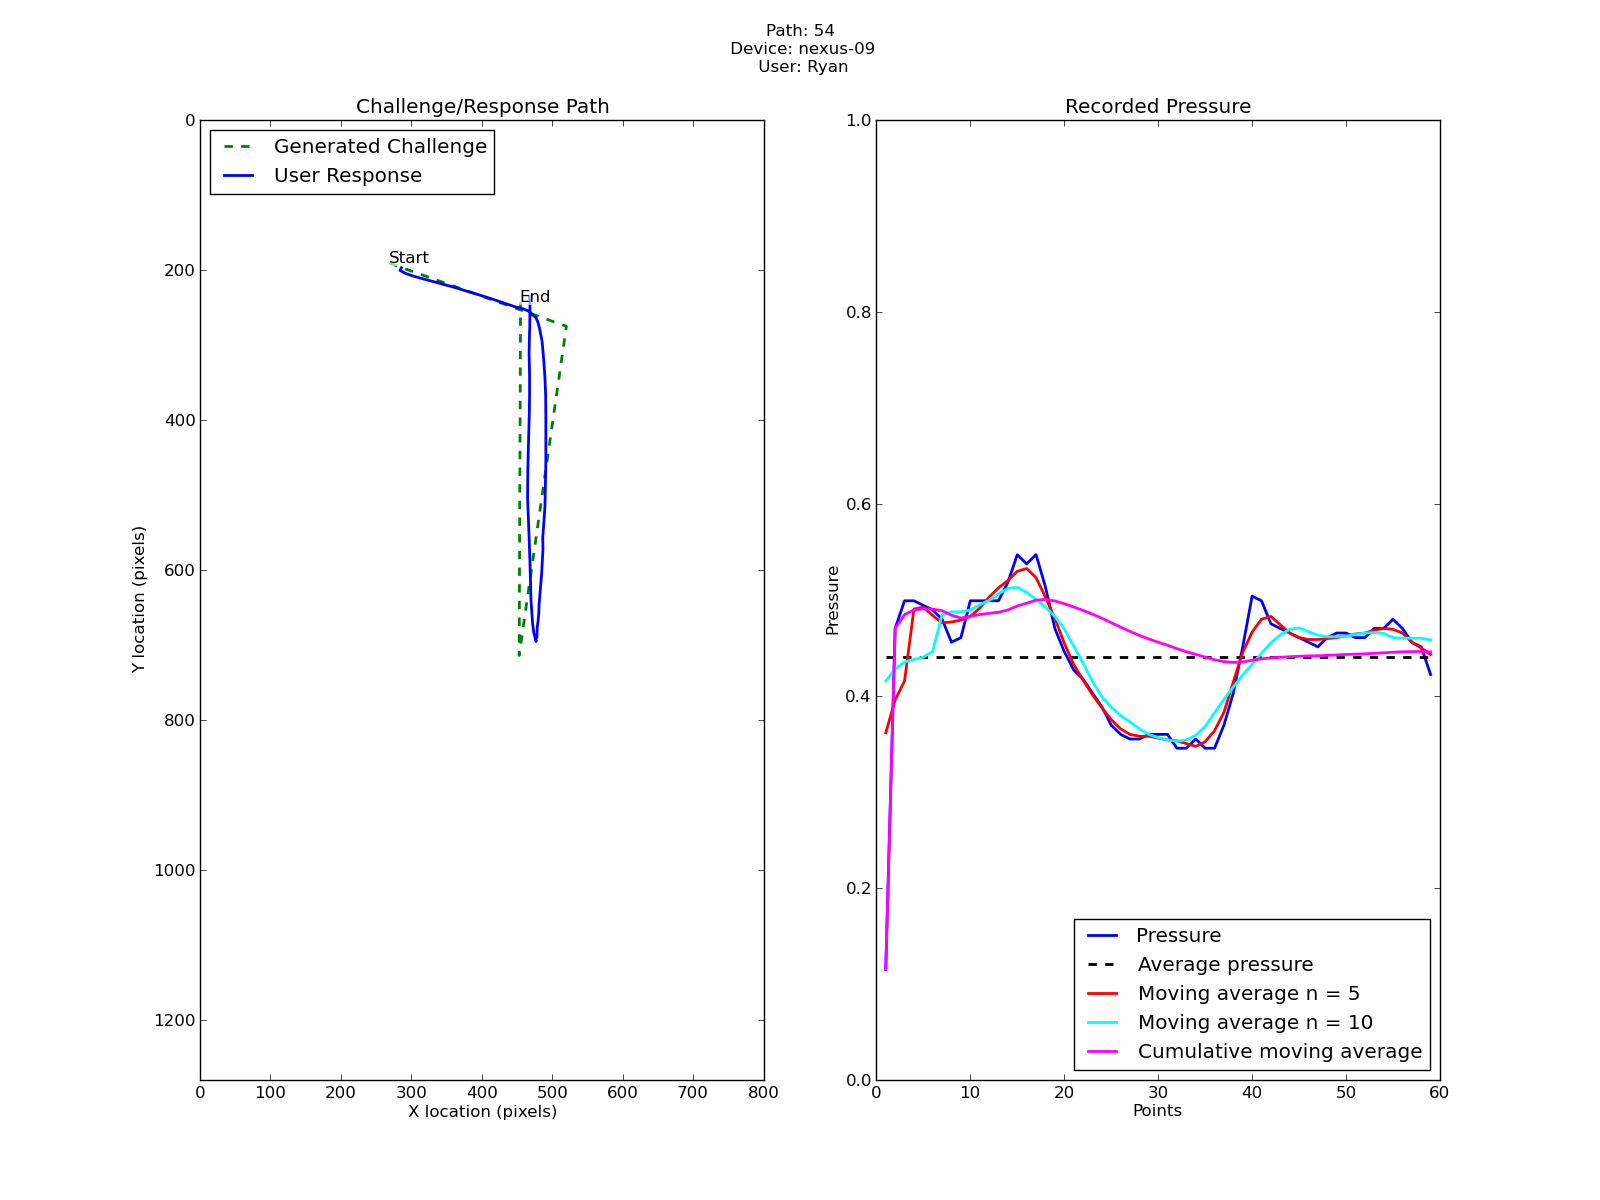 Path: 54
Device: nexus-09
User: Ryan
Challenge/Response Path
Generated Challenge
User Response
Start
End
0
200
400
600
800
1000
1200
Y location (pixels)
0 100 200 300 400 500 600 700 800
X location (pixels)
Recorded Pressure
1.0
0.8
0.6
0.4
0.2
0.0
Pressure
Pressure
Average pressure
Moving average n = 5
Moving average n = 10
Cumulative moving average
0 10 20 30 40 50 60
Points